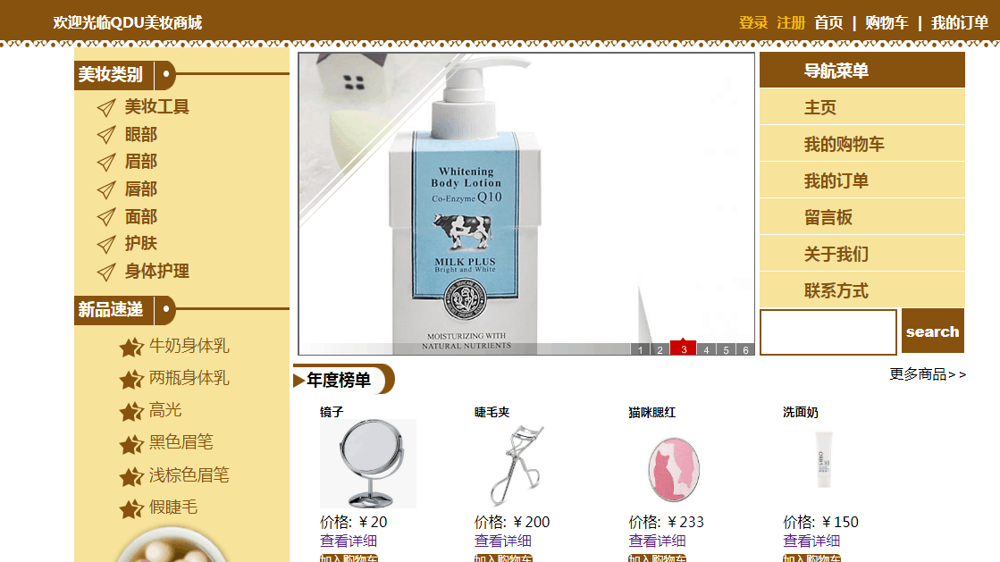 欢迎光临QDU美妆商城
登录 注册 首页 | 购物车 | 我的订单
美妆类别
美妆工具
眼部
眉部
唇部
面部
护肤
身体护理
新品速递
牛奶身体乳
两瓶身体乳
高光
黑色眉笔
浅棕色眉笔
假睫毛
Whitening
Body Lotion
Co-Enzyme Q10
MILK PLUS
Bright and White
MOISTURIZING WITH
NATURAL NUTRIENTS
1 2 3 4 5 6
导航菜单
主页
我的购物车
我的订单
留言板
关于我们
联系方式
search
年度榜单
更多商品>>
镜子 睫毛夹 猫咪腮红 洗面奶
价格: ￥20 价格: ￥200 价格: ￥233 价格: ￥150
查看详细 查看详细 查看详细 查看详细
加入购物车 加入购物车 加入购物车 加入购物车